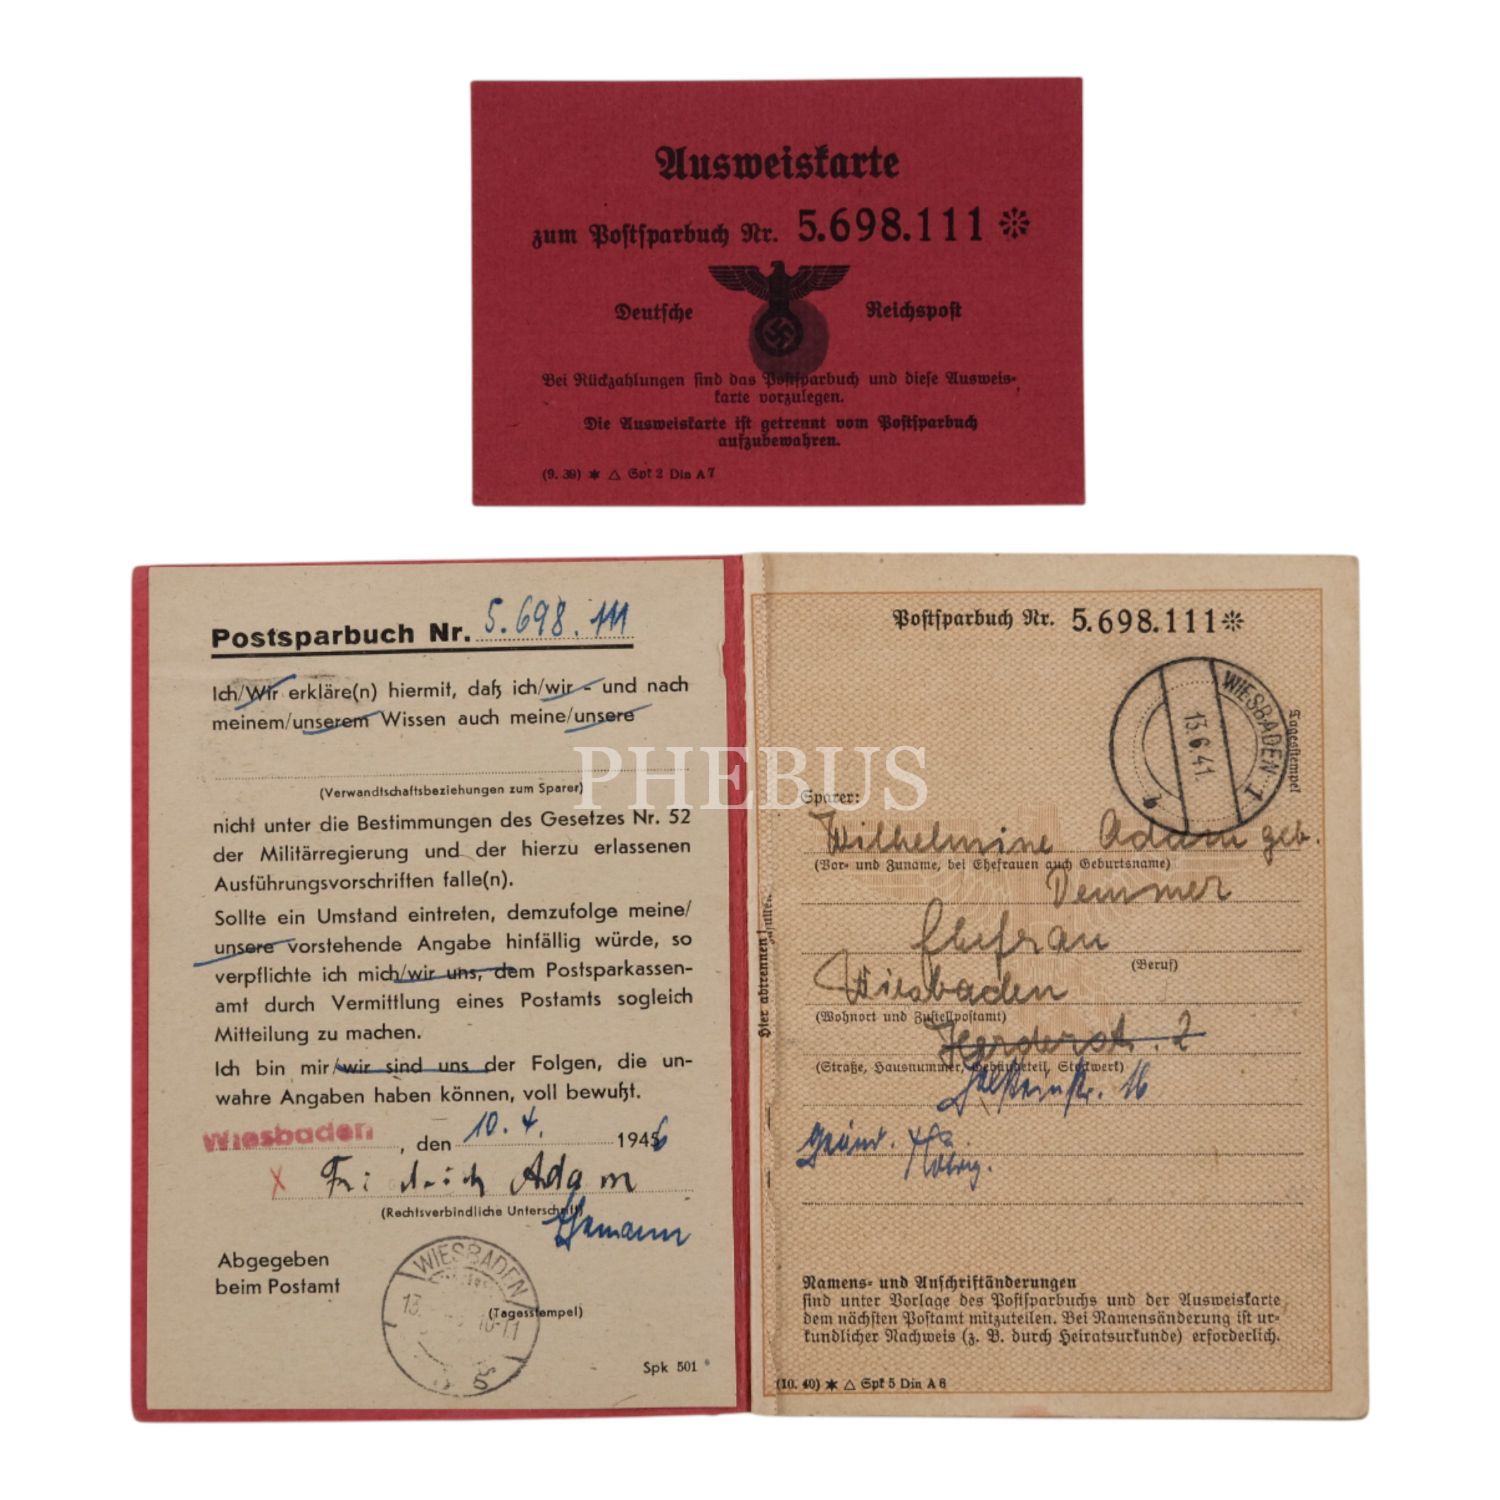 Ausweiskarte
zum Postsparbuch Nr. 5.698.111 ✻
Deutsche Reichspost
Bei Rückzahlungen sind das Postsparbuch und diese Ausweis-
karte vorzulegen.
Die Ausweiskarte ist getrennt vom Postsparbuch
aufzubewahren.
(9. 39) ✶ △ Spk 2 Din A 7
Postsparbuch Nr. 5.698.111
Ich/Wir erkläre(n) hiermit, daß ich/wir - und nach
meinem/unserem Wissen auch meine/unsere
(Verwandtschaftsbeziehungen zum Sparer)
nicht unter die Bestimmungen des Gesetzes Nr. 52
der Militärregierung und der hierzu erlassenen
Ausführungsvorschriften falle(n).
Sollte ein Umstand eintreten, demzufolge meine/
unsere vorstehende Angabe hinfällig würde, so
verpflichte ich mich/wir uns, dem Postsparkassen-
amt durch Vermittlung eines Postamts sogleich
Mitteilung zu machen.
Ich bin mir/wir sind uns der Folgen, die un-
wahre Angaben haben können, voll bewußt.
Wiesbaden, den 10. 4. 1946
x Friedrich Adam
(Rechtsverbindliche Unterschrift)
Ehemann
Abgegeben
beim Postamt
WIESBADEN
(Tagesstempel)
Spk 501
Postsparbuch Nr. 5.698.111 ✻
WIESBADEN 1
13.6.41
b
Tagesstempel
Sparer:
Wilhelmine Adam geb.
(Vor- und Zuname, bei Ehefrauen auch Geburtsname)
Demmer
Ehefrau
(Beruf)
Wiesbaden
(Wohnort und Zustellpostamt)
Herderst. 2
(Straße, Hausnummer, Gebäudeteil, Stockwerk)
16
Hier abtrennen!
Namens- und Anschriftänderungen
sind unter Vorlage des Postsparbuchs und der Ausweiskarte
dem nächsten Postamt mitzuteilen. Bei Namensänderung ist ur-
kundlicher Nachweis (z. B. durch Heiratsurkunde) erforderlich.
(10. 40) ✶ △ Spk 5 Din A 6
PHEBUS